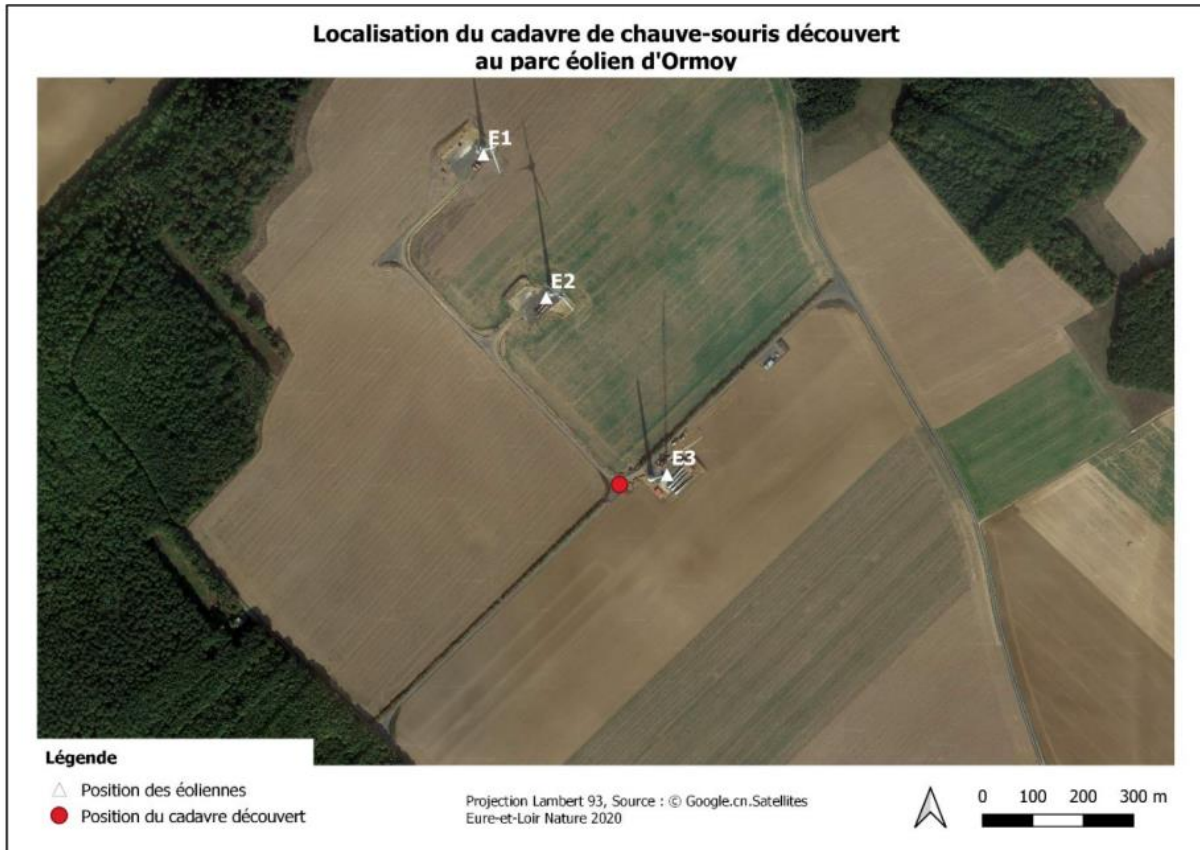 Localisation du cadavre de chauve-souris découvert
au parc éolien d'Ormoy
E1
E2
E3
Légende
Position des éoliennes
Position du cadavre découvert
Projection Lambert 93, Source : © Google.cn.Satellites
Eure-et-Loir Nature 2020
0 100 200 300 m